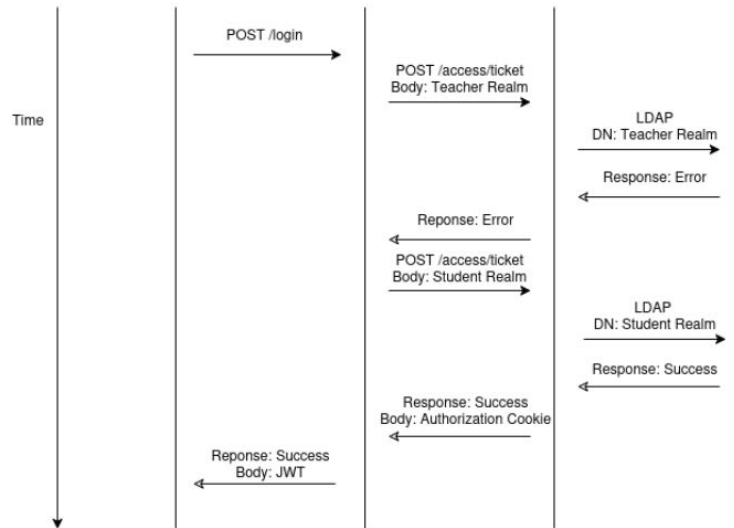 POST /login
POST /access/ticket
Body: Teacher Realm
Time
LDAP
DN: Teacher Realm
Response: Error
Reponse: Error
POST /access/ticket
Body: Student Realm
LDAP
DN: Student Realm
Response: Success
Response: Success
Body: Authorization Cookie
Reponse: Success
Body: JWT